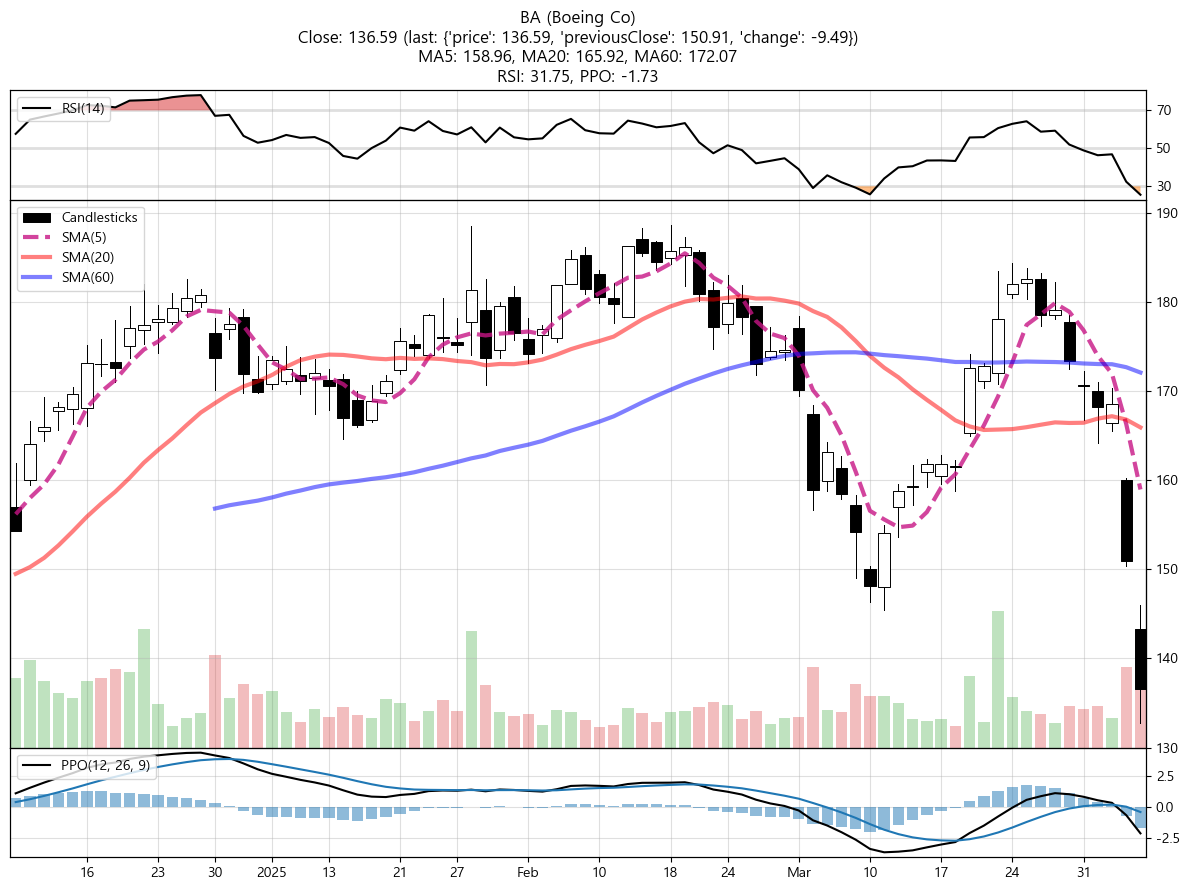 BA (Boeing Co)
Close: 136.59 (last: {'price': 136.59, 'previousClose': 150.91, 'change': -9.49})
MA5: 158.96, MA20: 165.92, MA60: 172.07
RSI: 31.75, PPO: -1.73
RSI(14)
70
50
30
Candlesticks
SMA(5)
SMA(20)
SMA(60)
190
180
170
160
150
140
130
PPO(12, 26, 9)
2.5
0.0
−2.5
16 23 30 2025 13 21 27 Feb 10 18 24 Mar 10 17 24 31